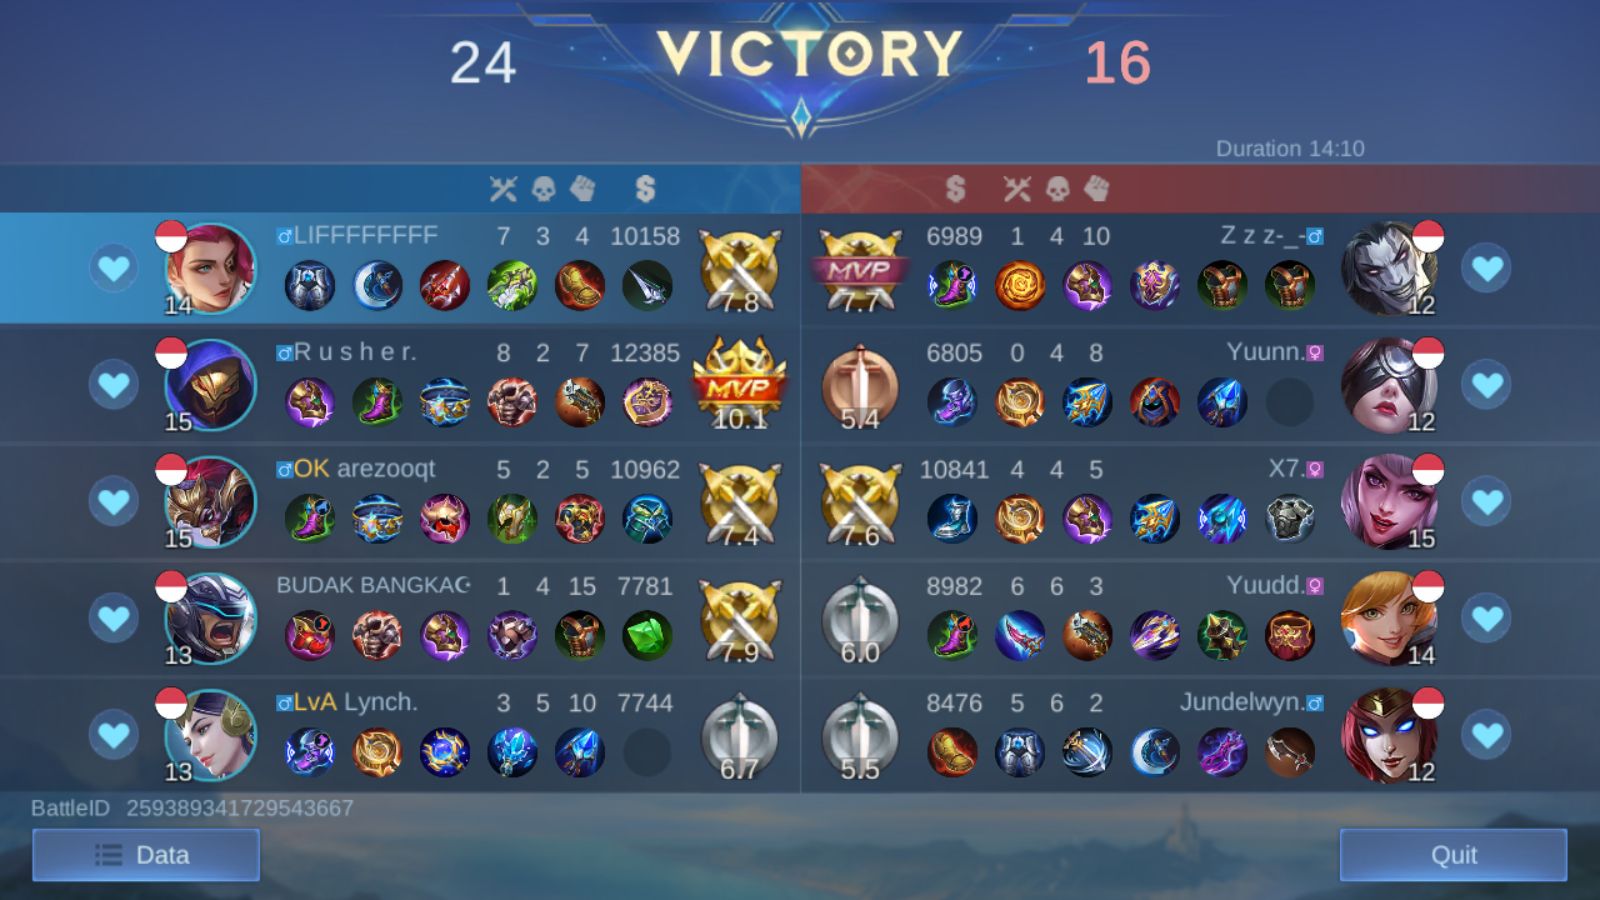 24 VICTORY 16
Duration 14:10
LIFFFFFFFF 7 3 4 10158
14 7.8
MVP 7.7 6989 1 4 10 Z z z-_-
12
R u s h e r. 8 2 7 12385
15 MVP 10.1
6805 0 4 8 Yuunn.
5.4 12
OK arezooqt 5 2 5 10962
15 7.4
10841 4 4 5 X7.
7.6 15
BUDAK BANGKA☪ 1 4 15 7781
13 7.9
8982 6 6 3 Yuudd.
6.0 14
LvA Lynch. 3 5 10 7744
13 6.7
8476 5 6 2 Jundelwyn.
5.5 12
BattleID 259389341729543667
Data Quit